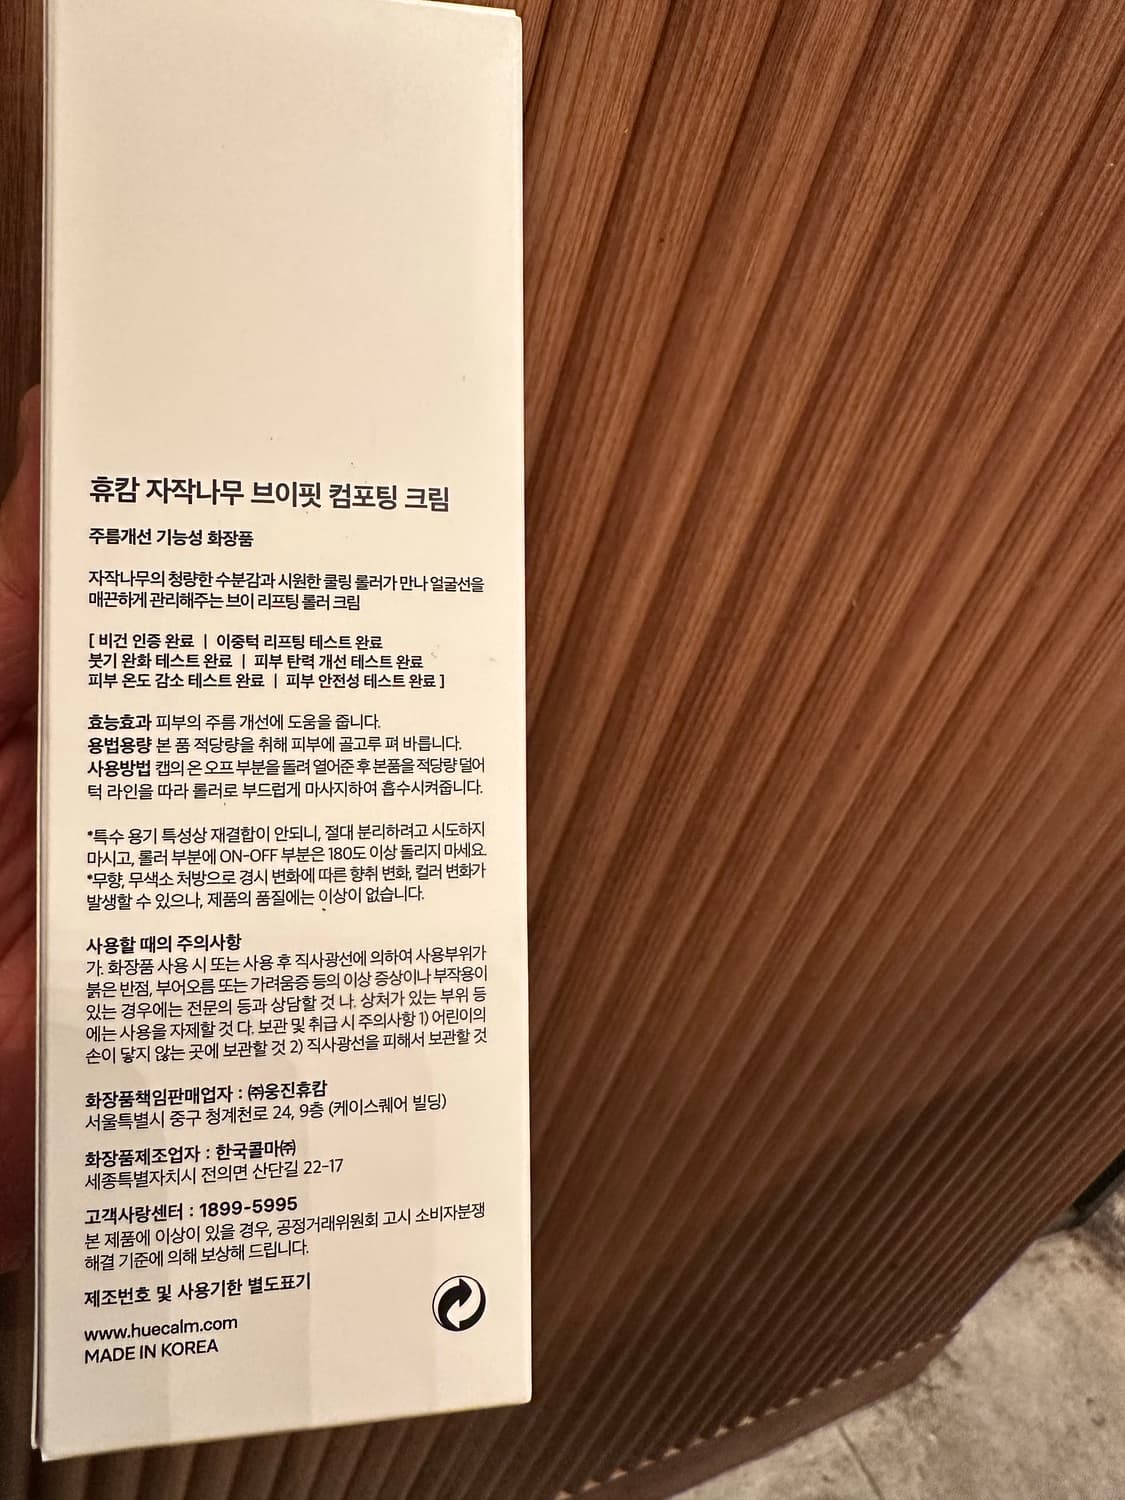 휴캄 자작나무 브이핏 컴포팅 크림
주름개선 기능성 화장품
자작나무의 청량한 수분감과 시원한 쿨링 롤러가 만나 얼굴선을
매끈하게 관리해주는 브이 리프팅 롤러 크림
[ 비건 인증 완료 | 이중턱 리프팅 테스트 완료
붓기 완화 테스트 완료 | 피부 탄력 개선 테스트 완료
피부 온도 감소 테스트 완료 | 피부 안전성 테스트 완료 ]
효능효과 피부의 주름 개선에 도움을 줍니다.
용법용량 본 품 적당량을 취해 피부에 골고루 펴 바릅니다.
사용방법 캡의 온 오프 부분을 돌려 열어준 후 본품을 적당량 덜어
턱 라인을 따라 롤러로 부드럽게 마사지하여 흡수시켜줍니다.
*특수 용기 특성상 재결합이 안되니, 절대 분리하려고 시도하지
마시고, 롤러 부분에 ON-OFF 부분은 180도 이상 돌리지 마세요.
*무향, 무색소 처방으로 경시 변화에 따른 향취 변화, 컬러 변화가
발생할 수 있으나, 제품의 품질에는 이상이 없습니다.
사용할 때의 주의사항
가. 화장품 사용 시 또는 사용 후 직사광선에 의하여 사용부위가
붉은 반점, 부어오름 또는 가려움증 등의 이상 증상이나 부작용이
있는 경우에는 전문의 등과 상담할 것 나. 상처가 있는 부위 등
에는 사용을 자제할 것 다. 보관 및 취급 시 주의사항 1) 어린이의
손이 닿지 않는 곳에 보관할 것 2) 직사광선을 피해서 보관할 것
화장품책임판매업자 : ㈜웅진휴캄
서울특별시 중구 청계천로 24, 9층 (케이스퀘어 빌딩)
화장품제조업자 : 한국콜마㈜
세종특별자치시 전의면 산단길 22-17
고객사랑센터 : 1899-5995
본 제품에 이상이 있을 경우, 공정거래위원회 고시 소비자분쟁
해결 기준에 의해 보상해 드립니다.
제조번호 및 사용기한 별도표기
www.huecalm.com
MADE IN KOREA